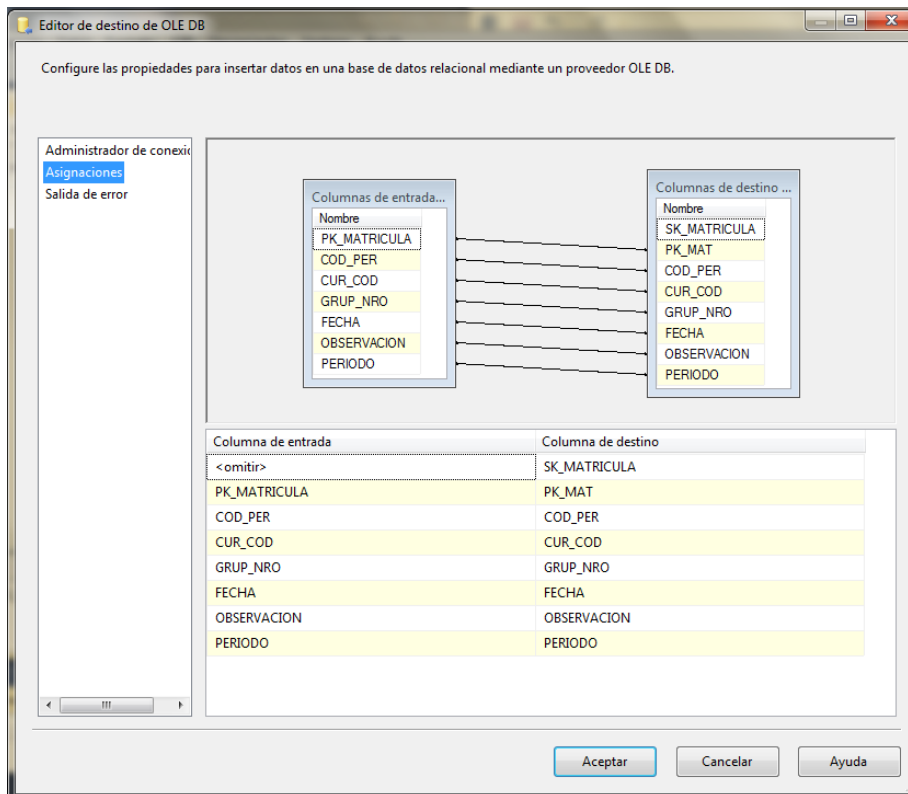 Editor de destino de OLE DB
Configure las propiedades para insertar datos en una base de datos relacional mediante un proveedor OLE DB.
Administrador de conexic
Asignaciones
Salida de error
Columnas de entrada...
Nombre
PK_MATRICULA
COD_PER
CUR_COD
GRUP_NRO
FECHA
OBSERVACION
PERIODO
Columnas de destino ...
Nombre
SK_MATRICULA
PK_MAT
COD_PER
CUR_COD
GRUP_NRO
FECHA
OBSERVACION
PERIODO
Columna de entrada Columna de destino
<omitir> SK_MATRICULA
PK_MATRICULA PK_MAT
COD_PER COD_PER
CUR_COD CUR_COD
GRUP_NRO GRUP_NRO
FECHA FECHA
OBSERVACION OBSERVACION
PERIODO PERIODO
Aceptar Cancelar Ayuda